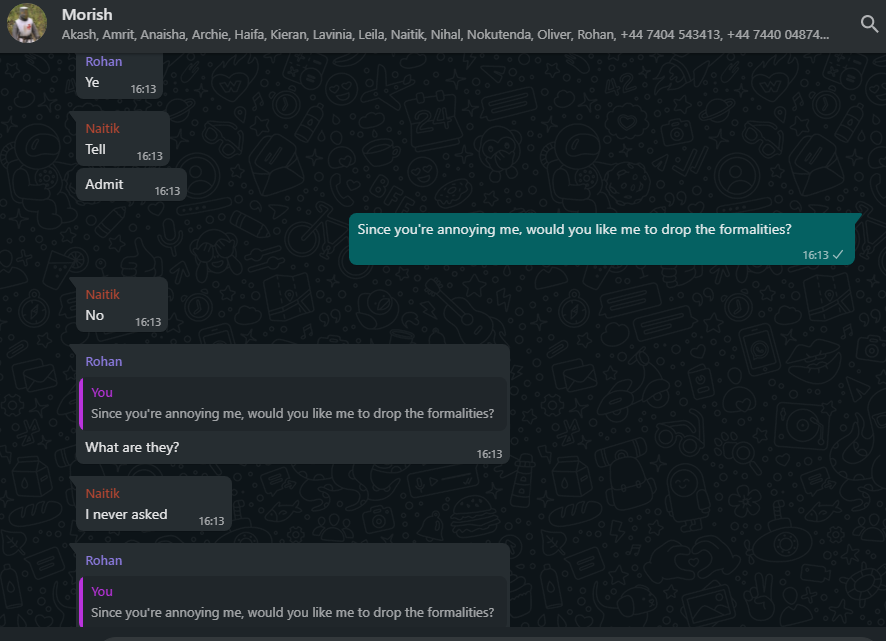 Morish
Akash, Amrit, Anaisha, Archie, Haifa, Kieran, Lavinia, Leila, Naitik, Nihal, Nokutenda, Oliver, Rohan, +44 7404 543413, +44 7440 04874...
Rohan
Ye
16:13
Naitik
Tell
16:13
Admit
16:13
Since you're annoying me, would you like me to drop the formalities?
16:13
Naitik
No
16:13
Rohan
You
Since you're annoying me, would you like me to drop the formalities?
What are they?
16:13
Naitik
I never asked
16:13
Rohan
You
Since you're annoying me, would you like me to drop the formalities?